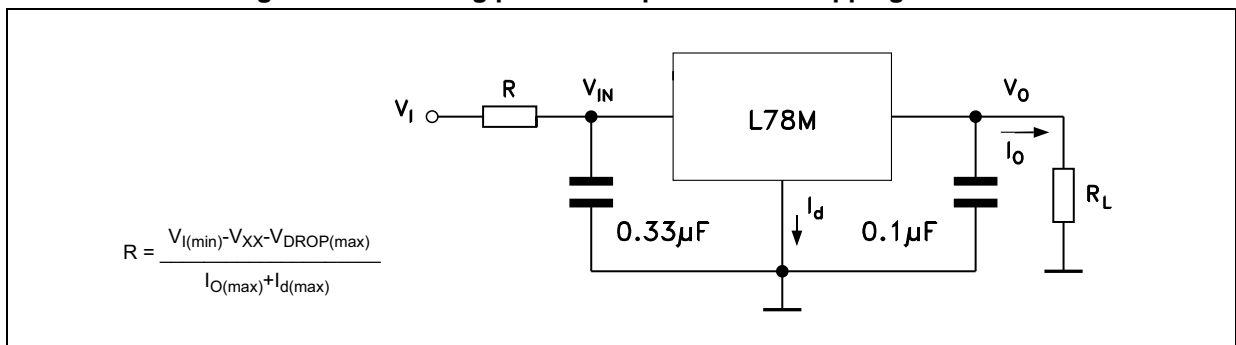 R
V_IN
V_O
V_I
L78M
I_O
I_d
R_L
0.33µF
0.1µF
V_I(min)-V_XX-V_DROP(max)
R =
I_O(max)+I_d(max)